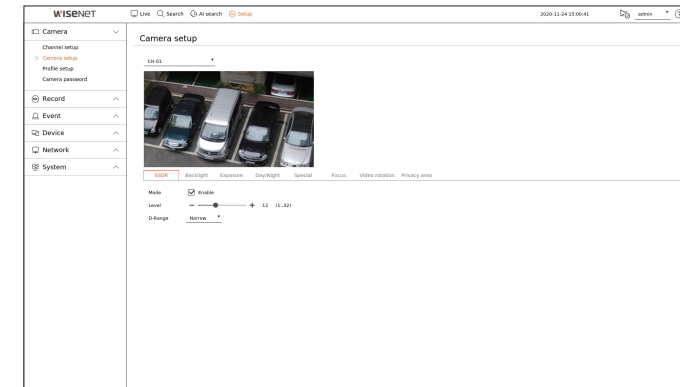 WISENET
Live Search AI search Setup 2020-11-24 15:00:41 admin
Camera
Channel setup
Camera setup
Profile setup
Camera password
Record
Event
Device
Network
System
Camera setup
CH 01
SSDR Backlight Exposure Day/Night Special Focus Video rotation Privacy area
Mode Enable
Level 12 (1..32)
D-Range Narrow